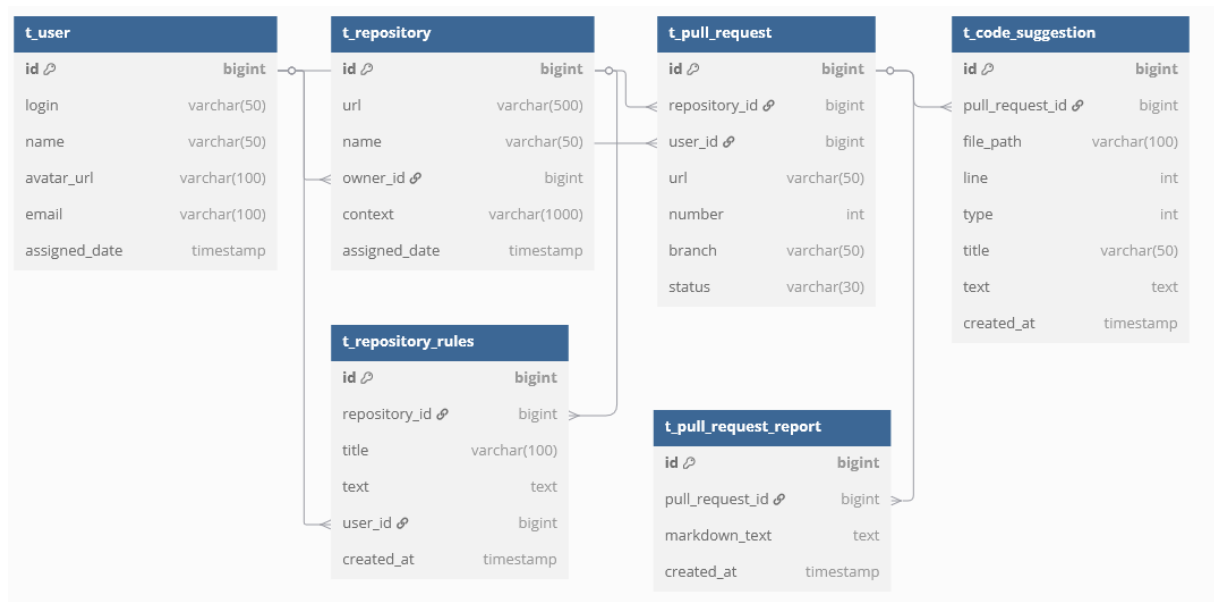 t_user
id bigint
login varchar(50)
name varchar(50)
avatar_url varchar(100)
email varchar(100)
assigned_date timestamp
t_repository
id bigint
url varchar(500)
name varchar(50)
owner_id bigint
context varchar(1000)
assigned_date timestamp
t_pull_request
id bigint
repository_id bigint
user_id bigint
url varchar(50)
number int
branch varchar(50)
status varchar(30)
t_code_suggestion
id bigint
pull_request_id bigint
file_path varchar(100)
line int
type int
title varchar(50)
text text
created_at timestamp
t_repository_rules
id bigint
repository_id bigint
title varchar(100)
text text
user_id bigint
created_at timestamp
t_pull_request_report
id bigint
pull_request_id bigint
markdown_text text
created_at timestamp